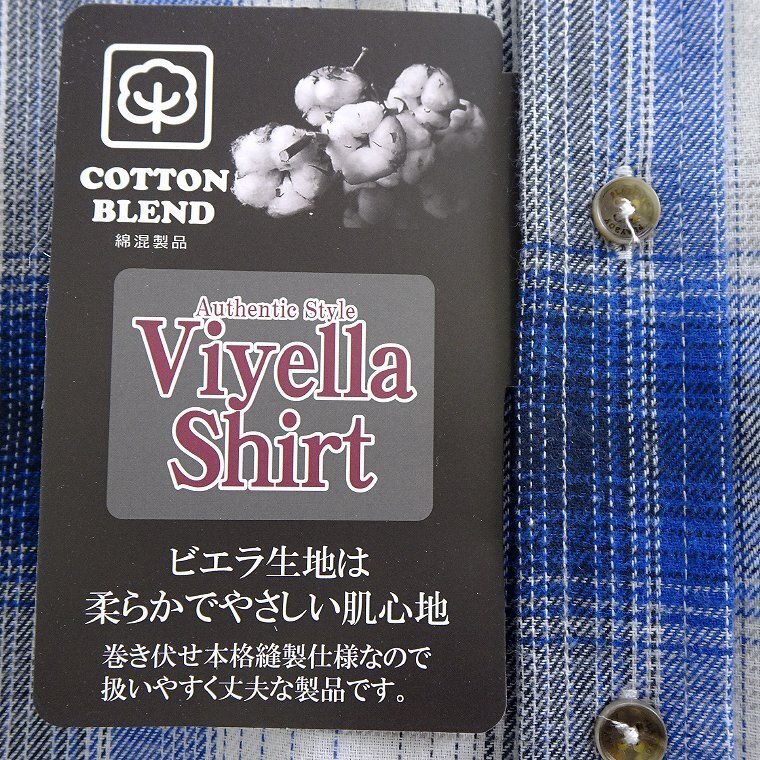 COTTON
BLEND
綿混製品
Authentic Style
Viyella
Shirt
ビエラ生地は
柔らかでやさしい肌心地
巻き伏せ本格縫製仕様なので
扱いやすく丈夫な製品です。